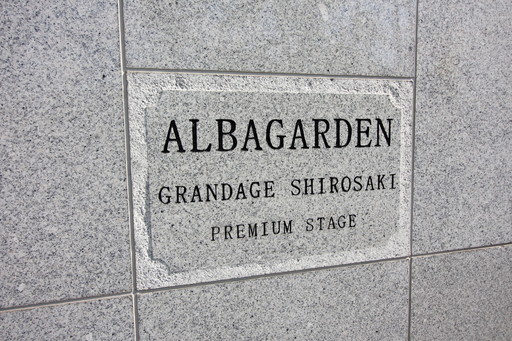 ALBAGARDEN
GRANDAGE SHIROSAKI
PREMIUM STAGE